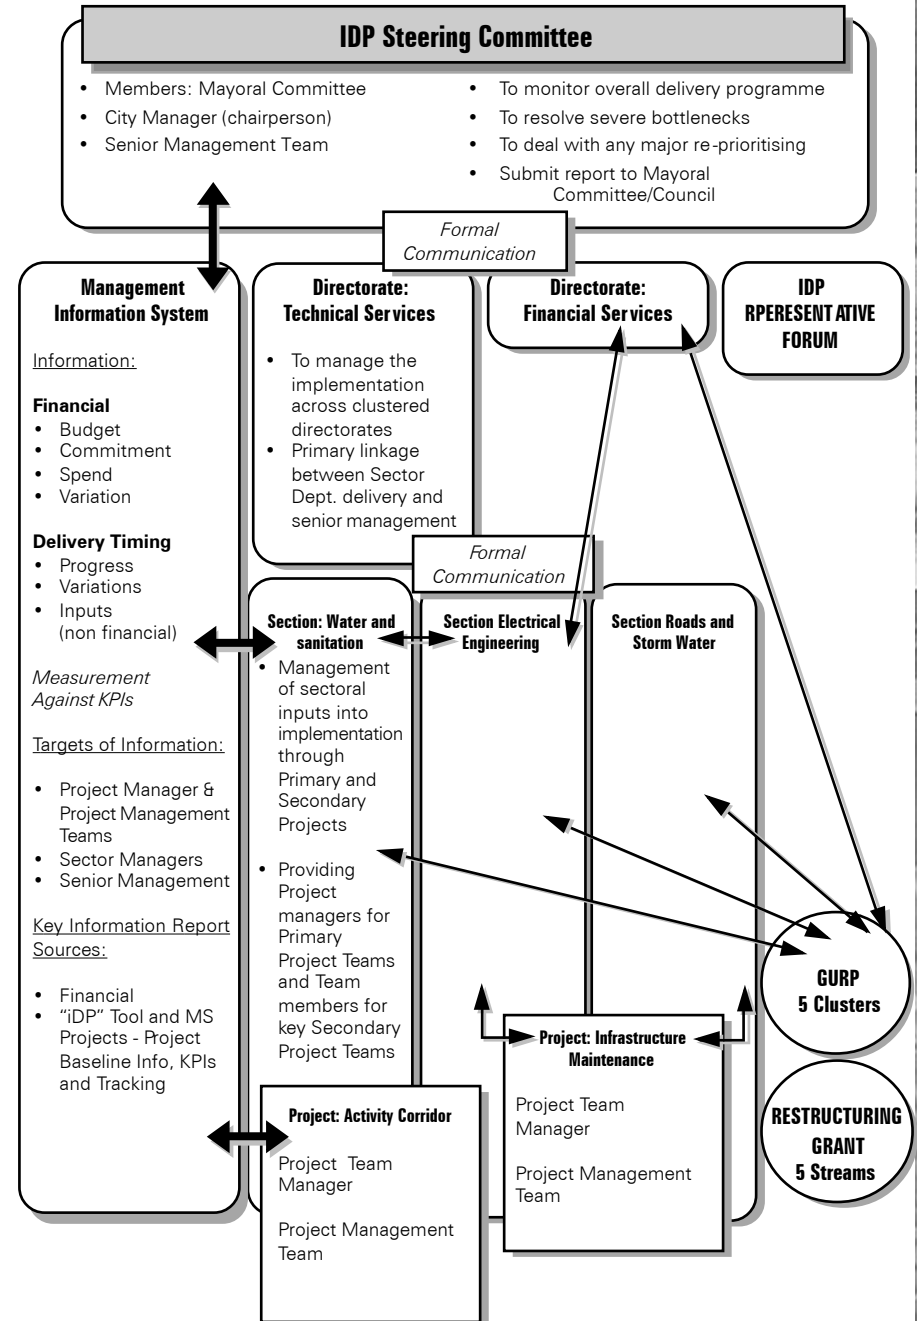 IDP Steering Committee
• Members: Mayoral Committee
• City Manager (chairperson)
• Senior Management Team
• To monitor overall delivery programme
• To resolve severe bottlenecks
• To deal with any major re-prioritising
• Submit report to Mayoral
Committee/Council
Formal
Communication
Management
Information System
Information:
Financial
• Budget
• Commitment
• Spend
• Variation
Delivery Timing
• Progress
• Variations
• Inputs
(non financial)
Measurement
Against KPIs
Targets of Information:
• Project Manager &
Project Management
Teams
• Sector Managers
• Senior Management
Key Information Report
Sources:
• Financial
• “iDP” Tool and MS
Projects - Project
Baseline Info, KPIs
and Tracking
Directorate:
Technical Services
• To manage the
implementation
across clustered
directorates
• Primary linkage
between Sector
Dept. delivery and
senior management
Directorate:
Financial Services
IDP
RPERESENTATIVE
FORUM
Formal
Communication
Section: Water and
sanitation
• Management
of sectoral
inputs into
implementation
through
Primary and
Secondary
Projects
• Providing
Project
managers for
Primary
Project Teams
and Team
members for
key Secondary
Project Teams
Section Electrical
Engineering
Section Roads and
Storm Water
Project: Activity Corridor
Project Team
Manager
Project Management
Team
Project: Infrastructure
Maintenance
Project Team
Manager
Project Management
Team
GURP
5 Clusters
RESTRUCTURING
GRANT
5 Streams